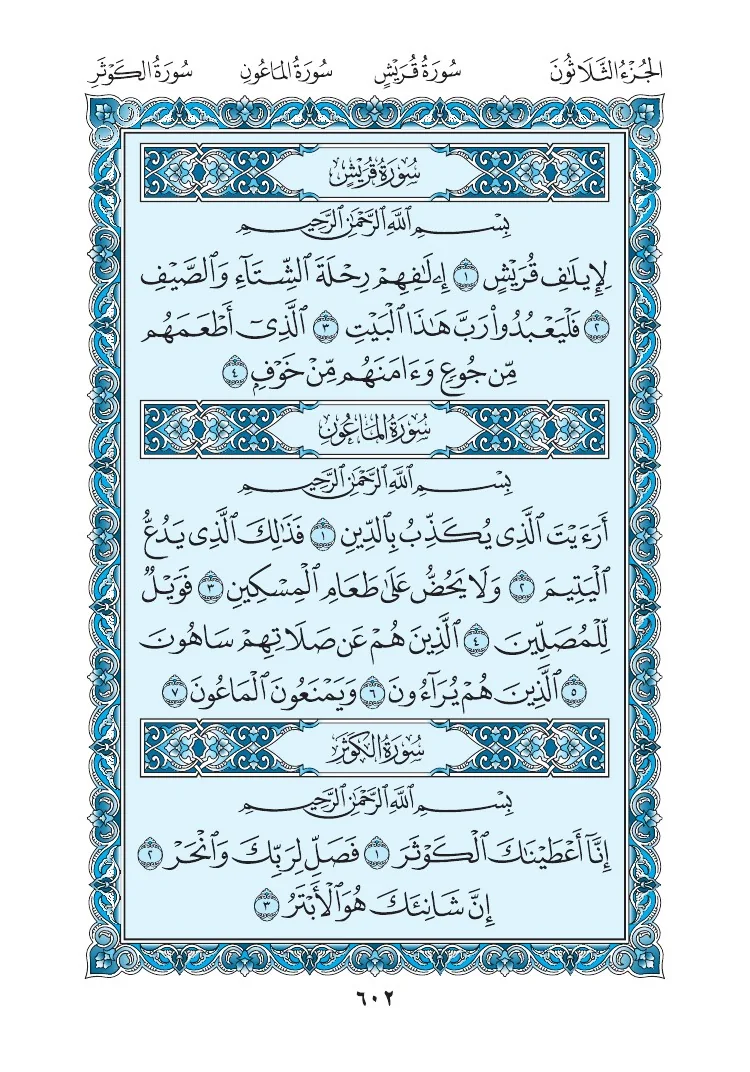 الجُزْءُ الثَّلَاثُونَ سُورَةُ قُرَيْشٍ سُورَةُ المَاعُونِ سُورَةُ الكَوْثَرِ
سُورَةُ قُرَيْشٍ
بِسْمِ ٱللَّهِ ٱلرَّحْمَٰنِ ٱلرَّحِيمِ
لِإِيلَٰفِ قُرَيْشٍ ١ إِۦلَٰفِهِمْ رِحْلَةَ ٱلشِّتَآءِ وَٱلصَّيْفِ
٢ فَلْيَعْبُدُوا۟ رَبَّ هَٰذَا ٱلْبَيْتِ ٣ ٱلَّذِىٓ أَطْعَمَهُم
مِّن جُوعٍ وَءَامَنَهُم مِّنْ خَوْفٍۭ ٤
سُورَةُ المَاعُونِ
بِسْمِ ٱللَّهِ ٱلرَّحْمَٰنِ ٱلرَّحِيمِ
أَرَءَيْتَ ٱلَّذِى يُكَذِّبُ بِٱلدِّينِ ١ فَذَٰلِكَ ٱلَّذِى يَدُعُّ
ٱلْيَتِيمَ ٢ وَلَا يَحُضُّ عَلَىٰ طَعَامِ ٱلْمِسْكِينِ ٣ فَوَيْلٌ
لِّلْمُصَلِّينَ ٤ ٱلَّذِينَ هُمْ عَن صَلَاتِهِمْ سَاهُونَ
٥ ٱلَّذِينَ هُمْ يُرَآءُونَ ٦ وَيَمْنَعُونَ ٱلْمَاعُونَ ٧
سُورَةُ الكَوْثَرِ
بِسْمِ ٱللَّهِ ٱلرَّحْمَٰنِ ٱلرَّحِيمِ
إِنَّآ أَعْطَيْنَٰكَ ٱلْكَوْثَرَ ١ فَصَلِّ لِرَبِّكَ وَٱنْحَرْ ٢
إِنَّ شَانِئَكَ هُوَ ٱلْأَبْتَرُ ٣
٦٠٢